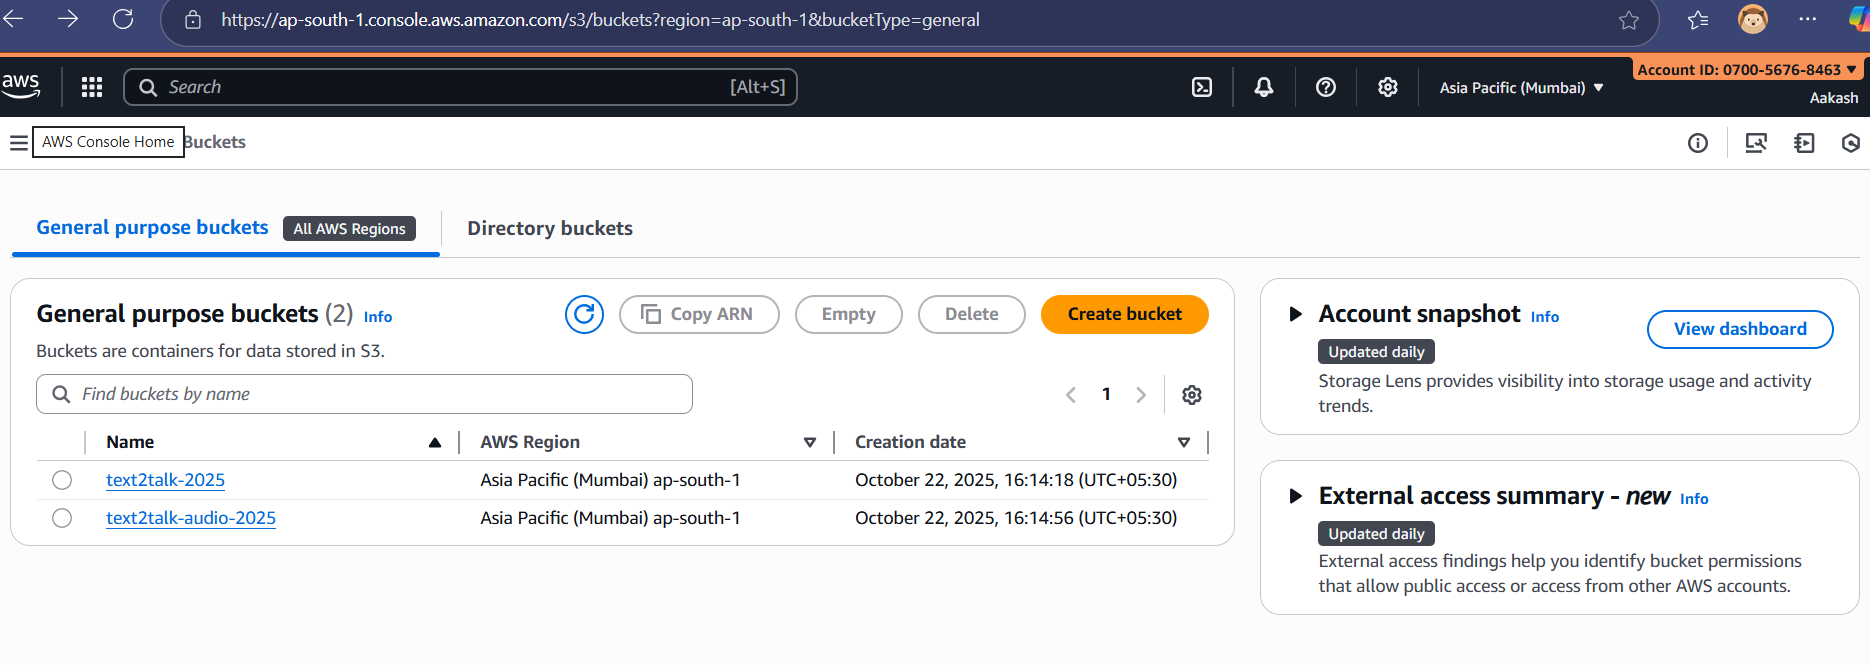 https://ap-south-1.console.aws.amazon.com/s3/buckets?region=ap-south-1&bucketType=general
aws
Search
[Alt+S]
Asia Pacific (Mumbai)
Account ID: 0700-5676-8463
Aakash
AWS Console Home
Buckets
General purpose buckets
All AWS Regions
Directory buckets
General purpose buckets (2) Info
Copy ARN
Empty
Delete
Create bucket
Buckets are containers for data stored in S3.
Find buckets by name
1
Name AWS Region Creation date
text2talk-2025 Asia Pacific (Mumbai) ap-south-1 October 22, 2025, 16:14:18 (UTC+05:30)
text2talk-audio-2025 Asia Pacific (Mumbai) ap-south-1 October 22, 2025, 16:14:56 (UTC+05:30)
Account snapshot Info
View dashboard
Updated daily
Storage Lens provides visibility into storage usage and activity
trends.
External access summary - new Info
Updated daily
External access findings help you identify bucket permissions
that allow public access or access from other AWS accounts.